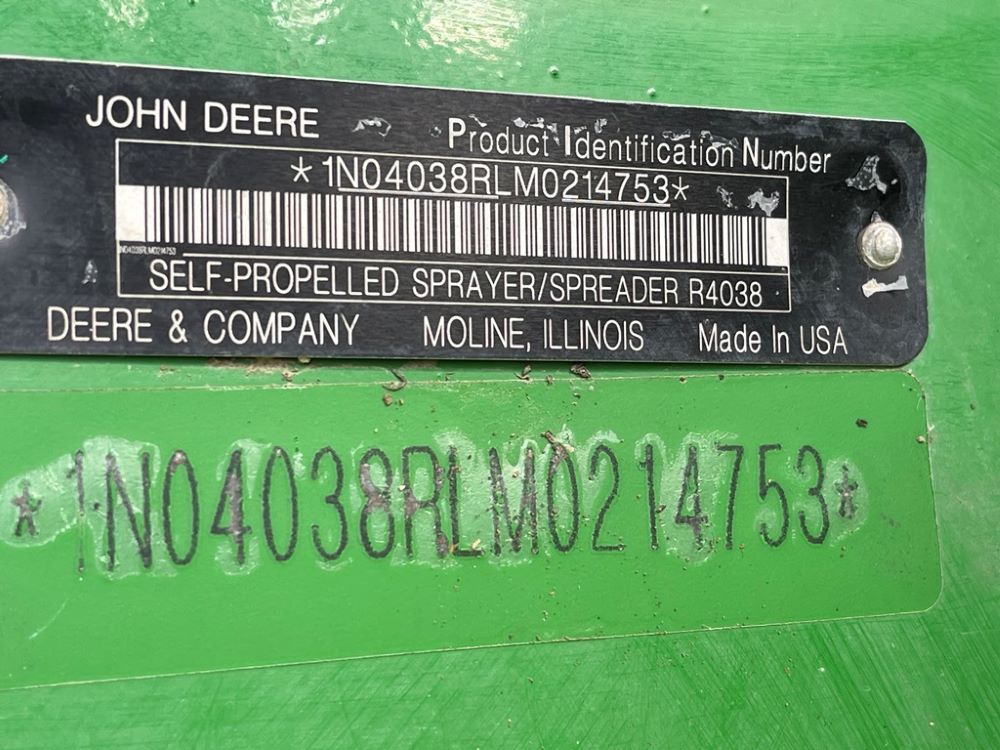 JOHN DEERE
Product Identification Number
*1N04038RLM0214753*
1N04038RLM0214753
SELF-PROPELLED SPRAYER/SPREADER R4038
DEERE & COMPANY MOLINE, ILLINOIS Made In USA
*1N04038RLM0214753*